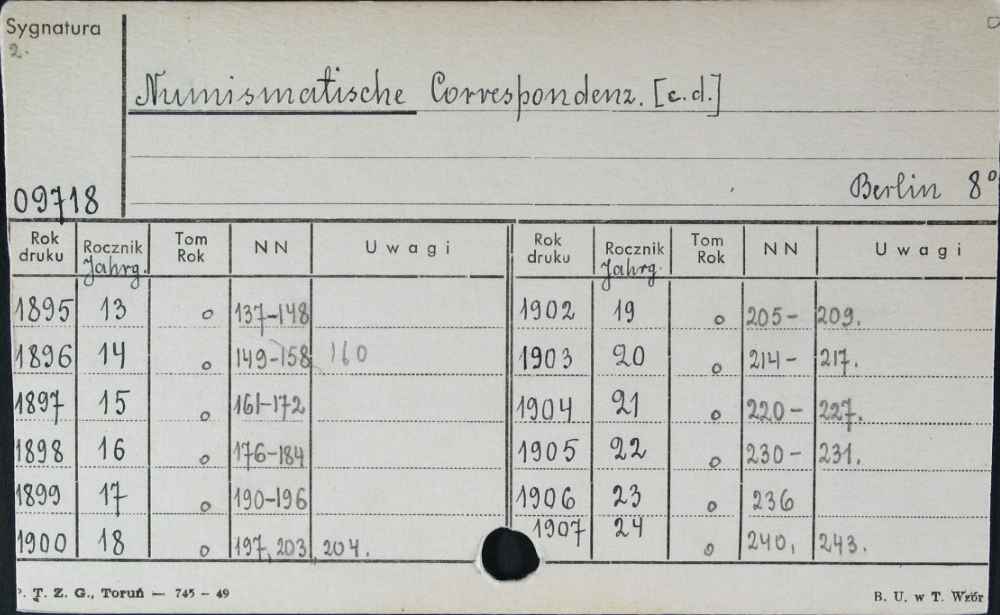 Sygnatura
2.
Numismatische Correspondenz. [c.d.]
09718
Berlin 8°
Rok druku Rocznik Jahrg. Tom Rok NN Uwagi Rok druku Rocznik Jahrg. Tom Rok NN Uwagi
1895 13 o 137-148 1902 19 o 205- 209.
1896 14 o 149-158 160 1903 20 o 214- 217.
1897 15 o 161-172 1904 21 o 220- 227.
1898 16 o 176-184 1905 22 o 230- 231.
1899 17 o 190-196 1906 23 o 236
1900 18 o 197, 203 204. 1907 24 o 240, 243.
P. T. Z. G., Toruń — 745 - 49
B. U. w T. Wzór